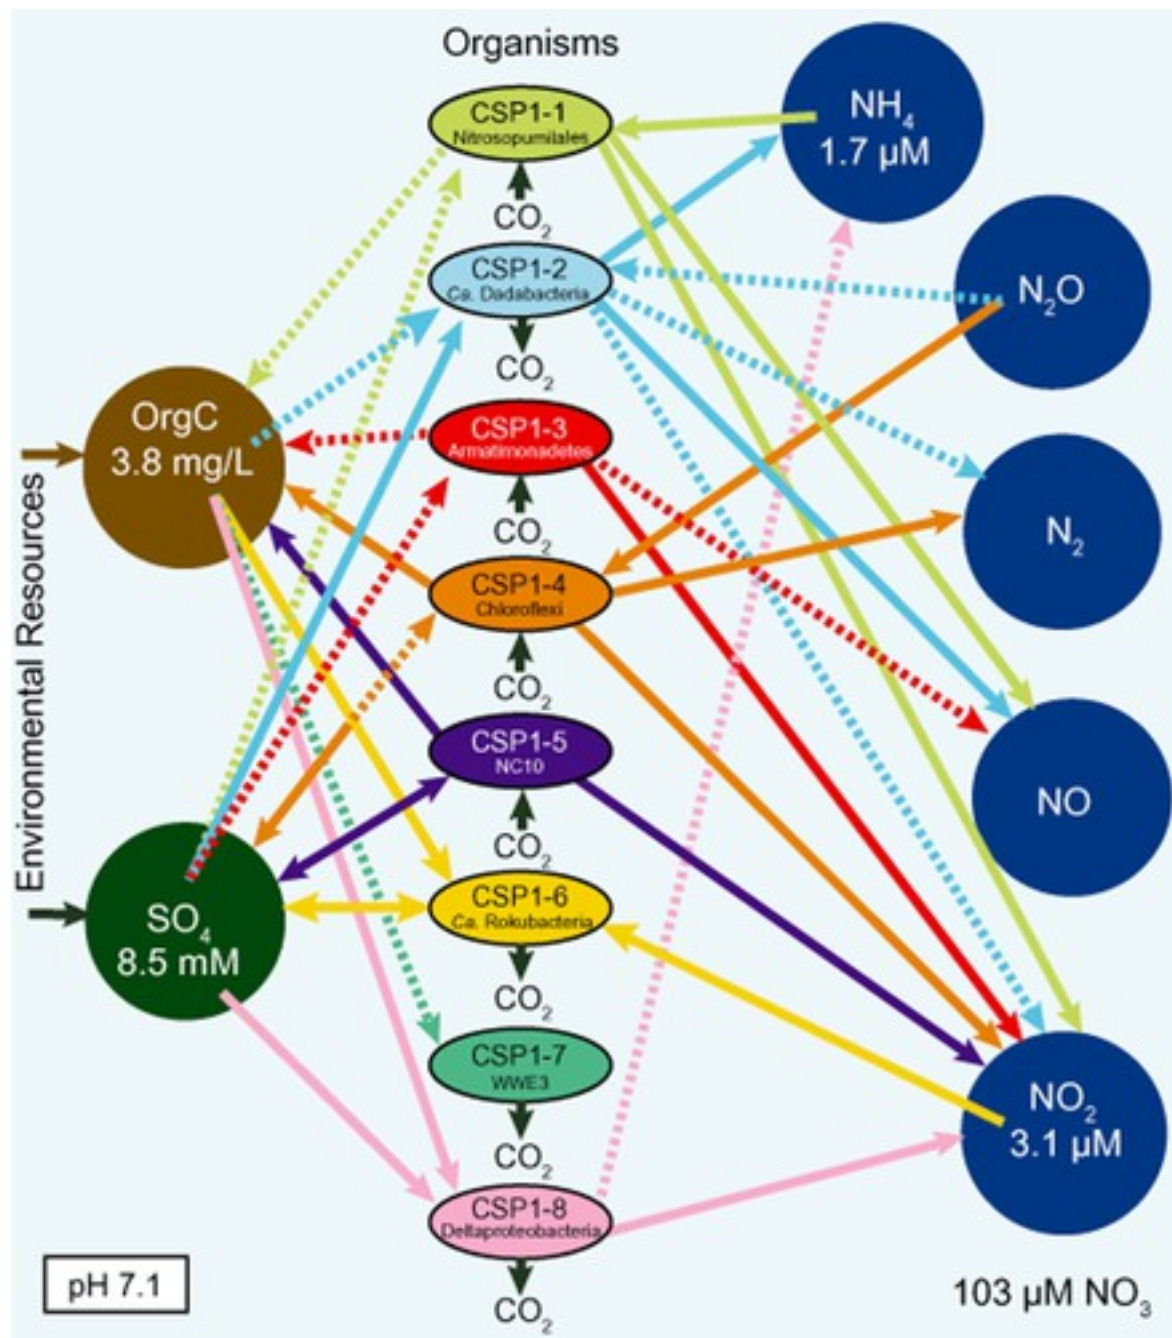 Organisms
CSP1-1
Nitrosopumilales
CO2
CSP1-2
Ca. Dadabacteria
CO2
CSP1-3
Armatimonadetes
CO2
CSP1-4
Chloroflexi
CO2
CSP1-5
NC10
CO2
CSP1-6
Ca. Rokubacteria
CO2
CSP1-7
WWE3
CO2
CSP1-8
Deltaproteobacteria
CO2
Environmental Resources
OrgC
3.8 mg/L
SO4
8.5 mM
NH4
1.7 µM
N2O
N2
NO
NO2
3.1 µM
pH 7.1
103 µM NO3